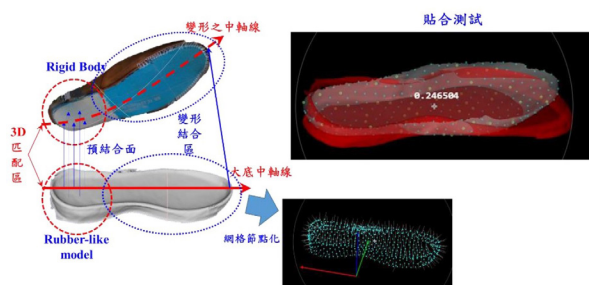 變形之中軸線
貼合測試
Rigid Body
0.246504
3D
匹
配
區
預結合面
變形
結合
區
大底中軸線
Rubber-like
model
網格節點化